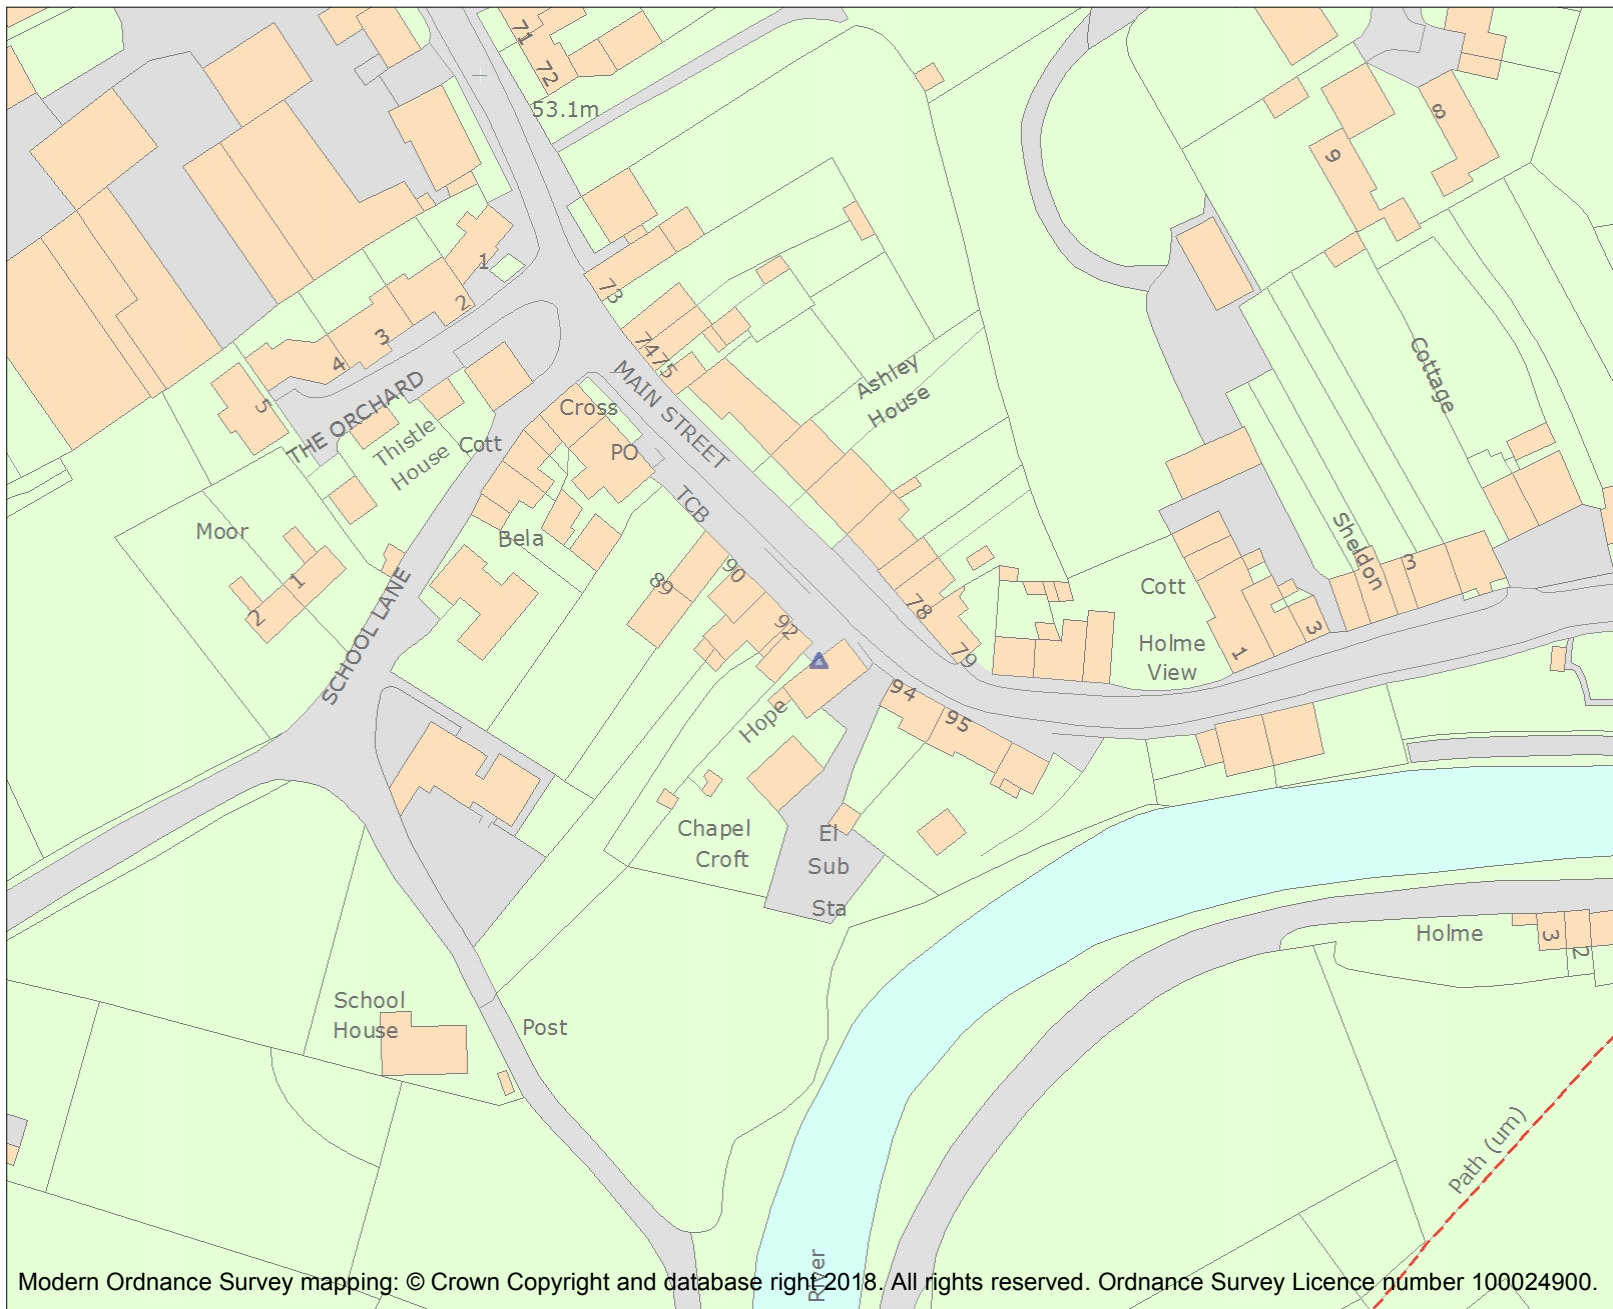 71
72
53.1m
8
9
1
2
3
4
5
73
74
75
MAIN STREET
THE ORCHARD
Thistle
House
Cott
Cross
PO
TCB
Ashley
House
Cottage
Moor
1
2
Bela
SCHOOL LANE
89
90
92
78
79
Cott
Holme
View
1
3
Sheldon
3
Hope
94
95
Chapel
Croft
El
Sub
Sta
Holme
3
2
School
House
Post
Path (um)
River
Modern Ordnance Survey mapping: © Crown Copyright and database right 2018. All rights reserved. Ordnance Survey Licence number 100024900.